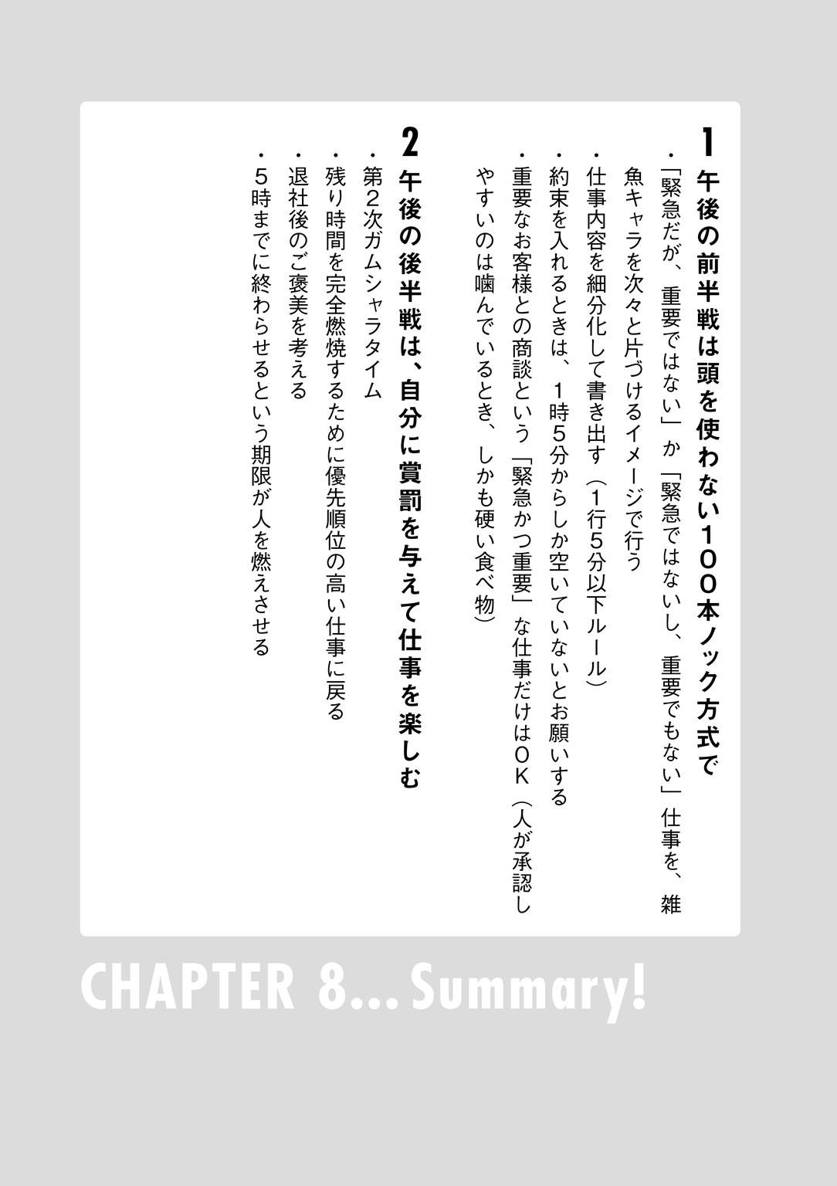 1 午後の前半戦は頭を使わない100本ノック方式で
・「緊急だが、重要ではない」か「緊急ではないし、重要でもない」仕事を、雑
魚キャラを次々と片づけるイメージで行う
・仕事内容を細分化して書き出す（1行5分以下ルール）
・約束を入れるときは、1時5分からしか空いていないとお願いする
・重要なお客様との商談という「緊急かつ重要」な仕事だけはOK（人が承認し
やすいのは噛んでいるとき、しかも硬い食べ物）
2 午後の後半戦は、自分に賞罰を与えて仕事を楽しむ
・第2次ガムシャラタイム
・残り時間を完全燃焼するために優先順位の高い仕事に戻る
・退社後のご褒美を考える
・5時までに終わらせるという期限が人を燃えさせる
CHAPTER 8... Summary!